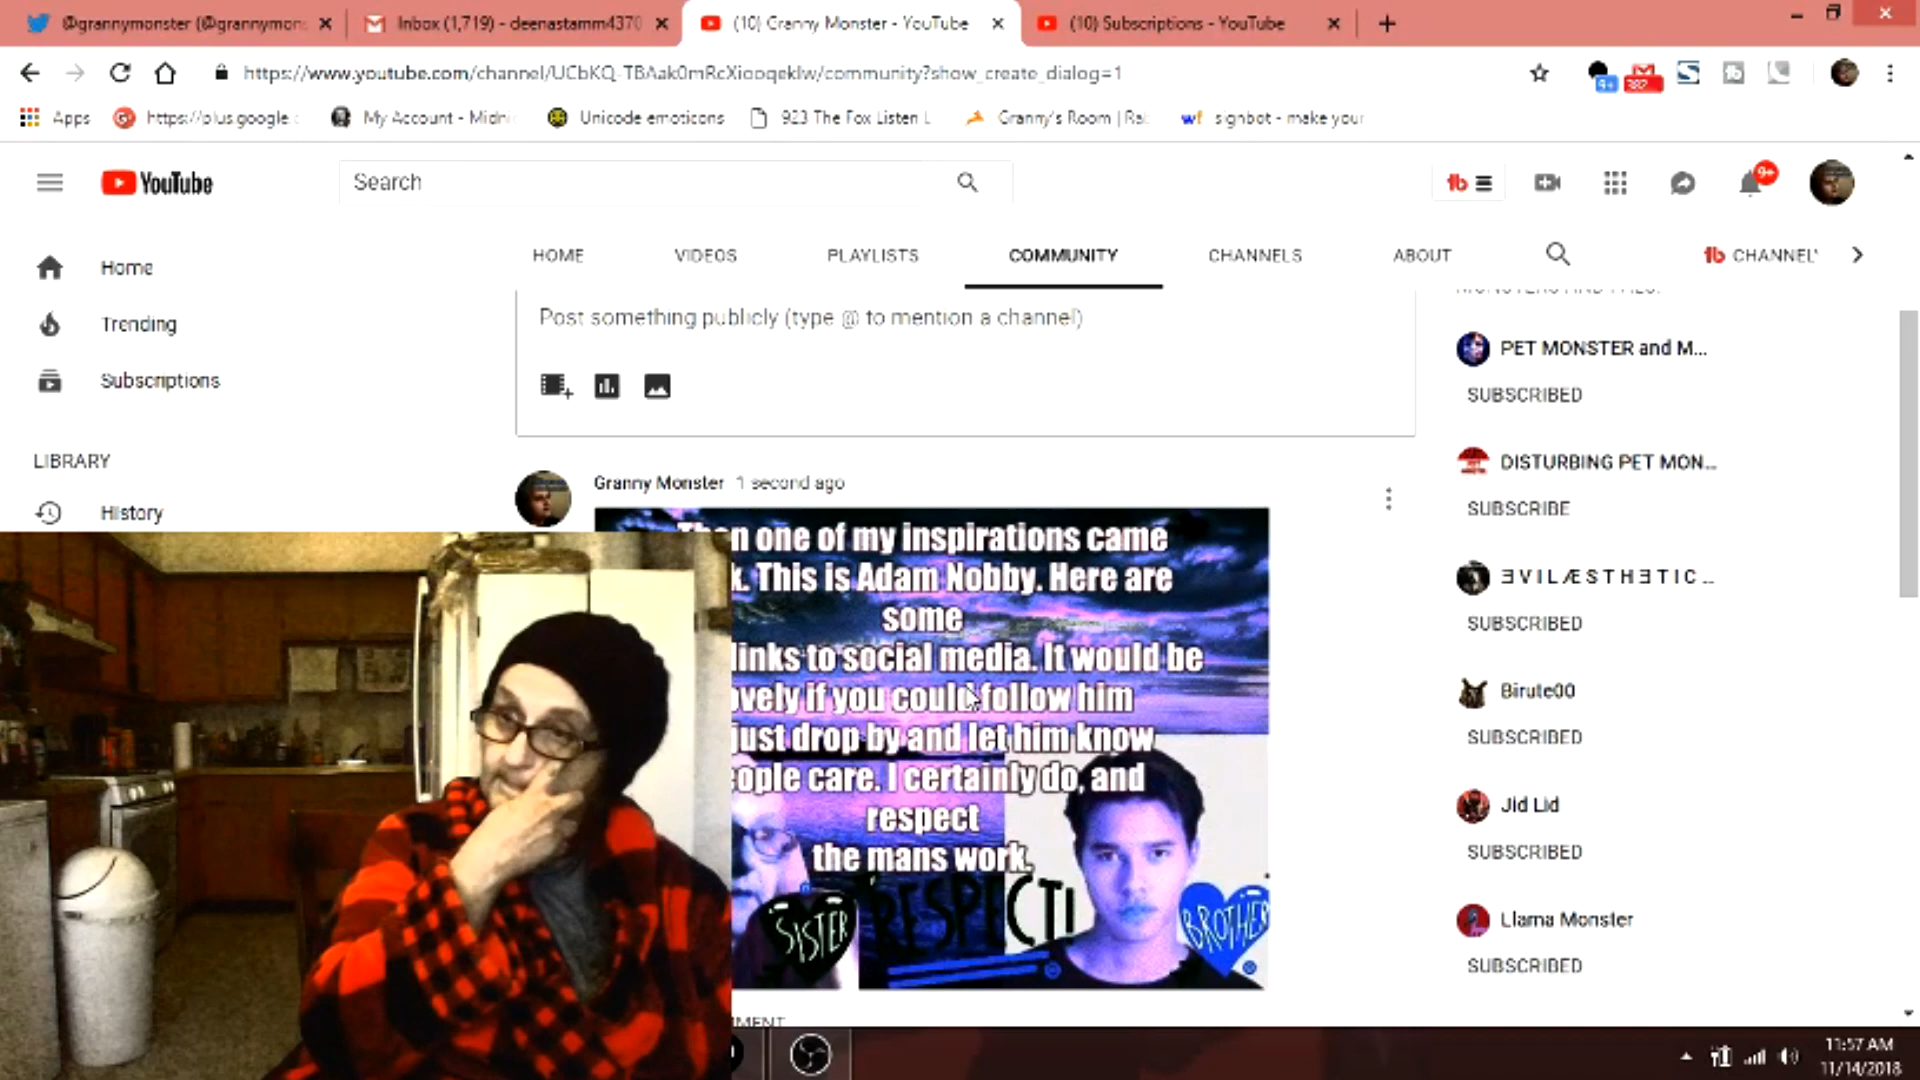 @grannymonster (@grannymon
Inbox (1,719) - deenastamm4370
(10) Granny Monster - YouTube
(10) Subscriptions - YouTube
https://www.youtube.com/channel/UCbKQ-TBAak0mRcXiooqeklw/community?show_create_dialog=1
9+
382
Apps
https://plus.google.c
My Account - Midni
Unicode emoticons
923 The Fox Listen L
Granny's Room | Ra
signbot - make your
YouTube
Search
9+
HOME
VIDEOS
PLAYLISTS
COMMUNITY
CHANNELS
ABOUT
CHANNEL'
Home
Trending
Subscriptions
LIBRARY
History
Post something publicly (type @ to mention a channel)
PET MONSTER and M...
SUBSCRIBED
DISTURBING PET MON...
SUBSCRIBE
ƎVILÆSTHƎTIC...
SUBSCRIBED
Birute00
SUBSCRIBED
Jid Lid
SUBSCRIBED
Llama Monster
SUBSCRIBED
Granny Monster 1 second ago
one of my inspirations came
This is Adam Nobby. Here are
some
links to social media. It would be
if you could follow him
just drop by and let him know
care. I certainly do, and
respect
the mans work.
SISTER
RESPECT!
BROTHER
11:57 AM
11/14/2018